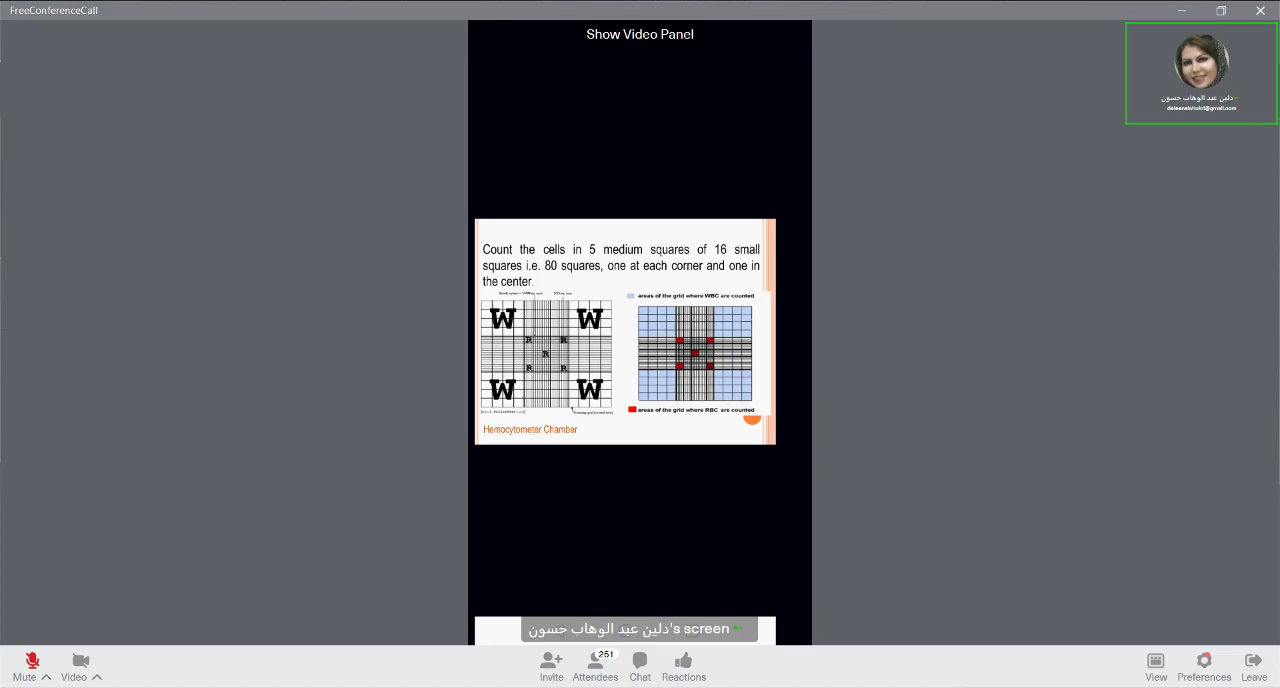 FreeConferenceCall
Show Video Panel
دلين عبد الوهاب حسون
deleenalshukri@gmail.com
Count the cells in 5 medium squares of 16 small
squares i.e. 80 squares, one at each corner and one in
the center.
W
W
R
R
R
R
R
W
W
areas of the grid where WBC are counted
areas of the grid where RBC are counted
Hemocytometer Chamber
دلين عبد الوهاب حسون's screen
251
Mute
Video
Invite
Attendees
Chat
Reactions
View
Preferences
Leave